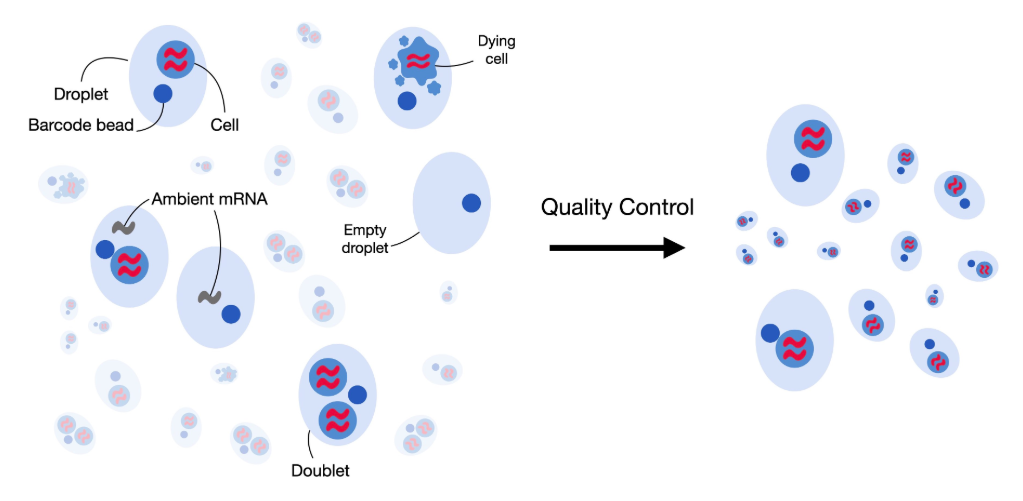 Dying
cell
Droplet
Barcode bead
Cell
Ambient mRNA
Empty
droplet
Quality Control
Doublet